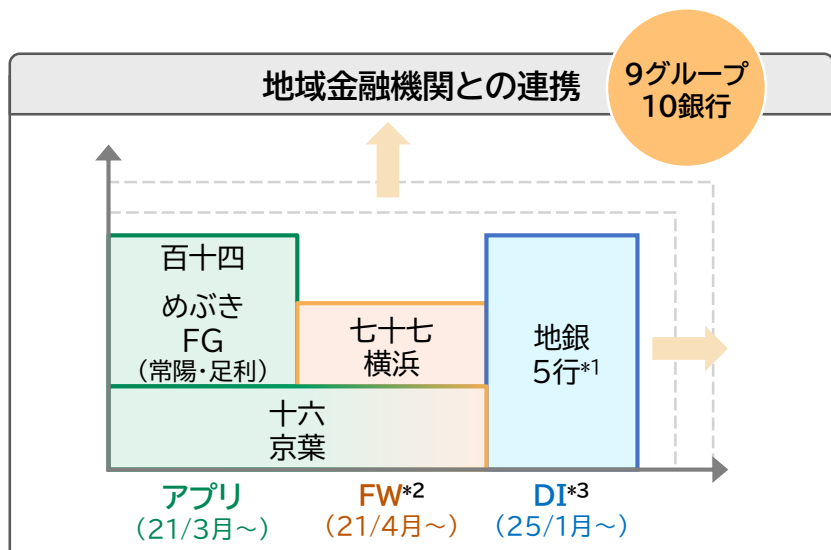 地域金融機関との連携
9グループ
10銀行
百十四
めぶき
FG
(常陽・足利)
七十七
横浜
地銀
5行*1
十六
京葉
アプリ
(21/3月～)
FW*2
(21/4月～)
DI*3
(25/1月～)